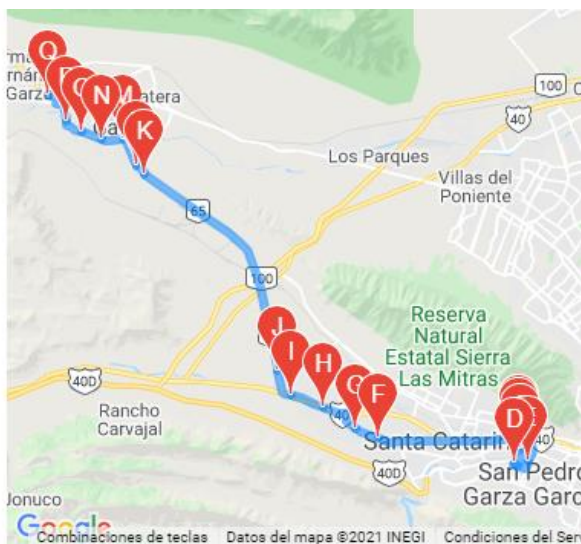 Q
N
M
K
J
I
H
G
F
D
Garza
Los Parques
Villas del
Poniente
100
40
65
100
Reserva
Natural
Estatal Sierra
Las Mitras
40D
Rancho
Carvajal
40
Santa Catarin
40
40D
San Pedro
Garza Garc
Jonuco
Google
Combinaciones de teclas Datos del mapa ©2021 INEGI Condiciones del Ser